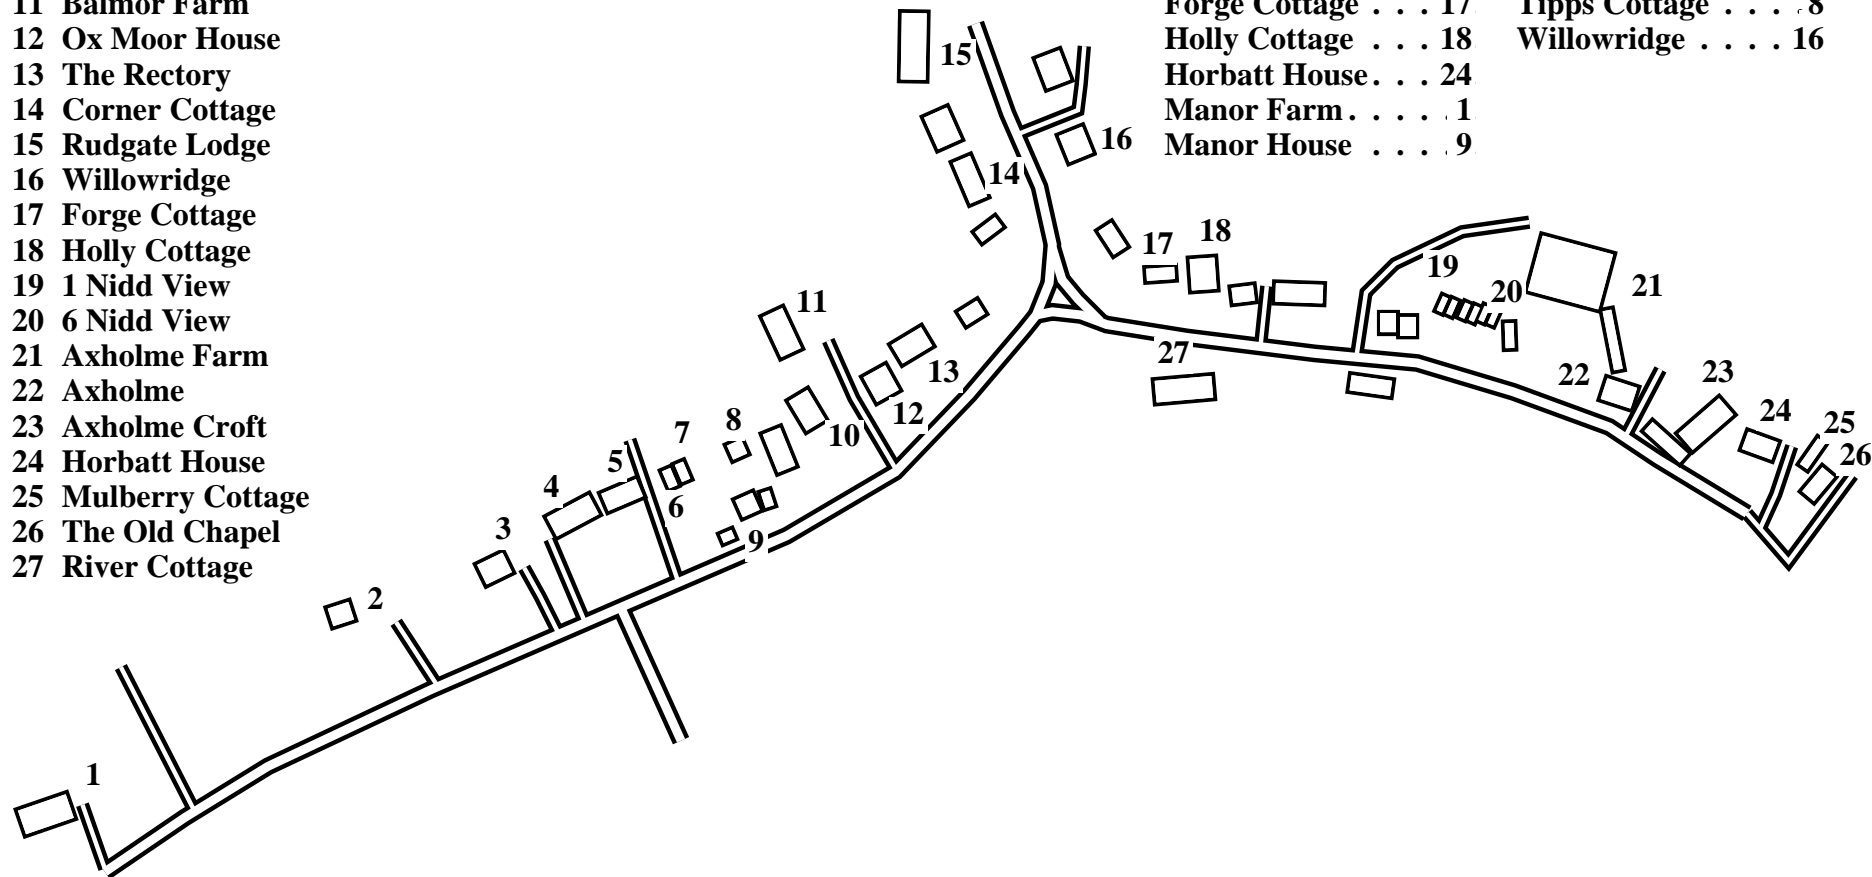 11 Balmor Farm
12 Ox Moor House
13 The Rectory
14 Corner Cottage
15 Rudgate Lodge
16 Willowridge
17 Forge Cottage
18 Holly Cottage
19 1 Nidd View
20 6 Nidd View
21 Axholme Farm
22 Axholme
23 Axholme Croft
24 Horbatt House
25 Mulberry Cottage
26 The Old Chapel
27 River Cottage
Forge Cottage . . . 17
Holly Cottage . . . 18
Horbatt House . . . 24
Manor Farm . . . . . 1
Manor House . . . . 9
Tipps Cottage . . . . 8
Willowridge . . . . 16
15
16
14
17
18
19
20
21
11
27
13
22
23
12
24
8
10
25
7
26
5
4
6
3
9
2
1